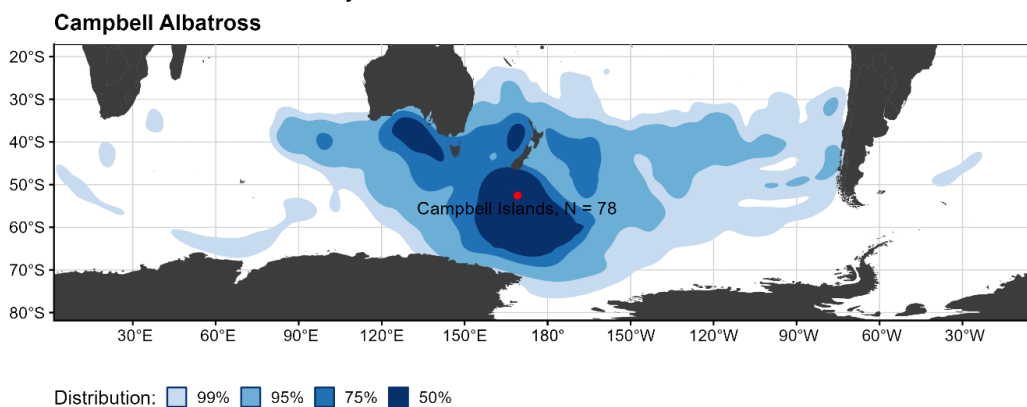 Campbell Albatross
20°S
30°S
40°S
50°S
60°S
70°S
80°S
Campbell Islands, N = 78
30°E 60°E 90°E 120°E 150°E 180° 150°W 120°W 90°W 60°W 30°W
Distribution: 99% 95% 75% 50%